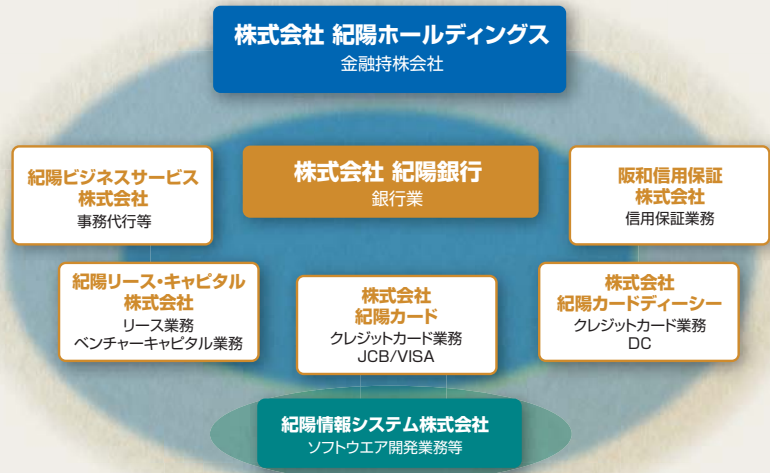 株式会社 紀陽ホールディングス
金融持株会社
紀陽ビジネスサービス
株式会社
事務代行等
株式会社 紀陽銀行
銀行業
阪和信用保証
株式会社
信用保証業務
紀陽リース・キャピタル
株式会社
リース業務
ベンチャーキャピタル業務
株式会社
紀陽カード
クレジットカード業務
JCB/VISA
株式会社
紀陽カードディーシー
クレジットカード業務
DC
紀陽情報システム株式会社
ソフトウエア開発業務等